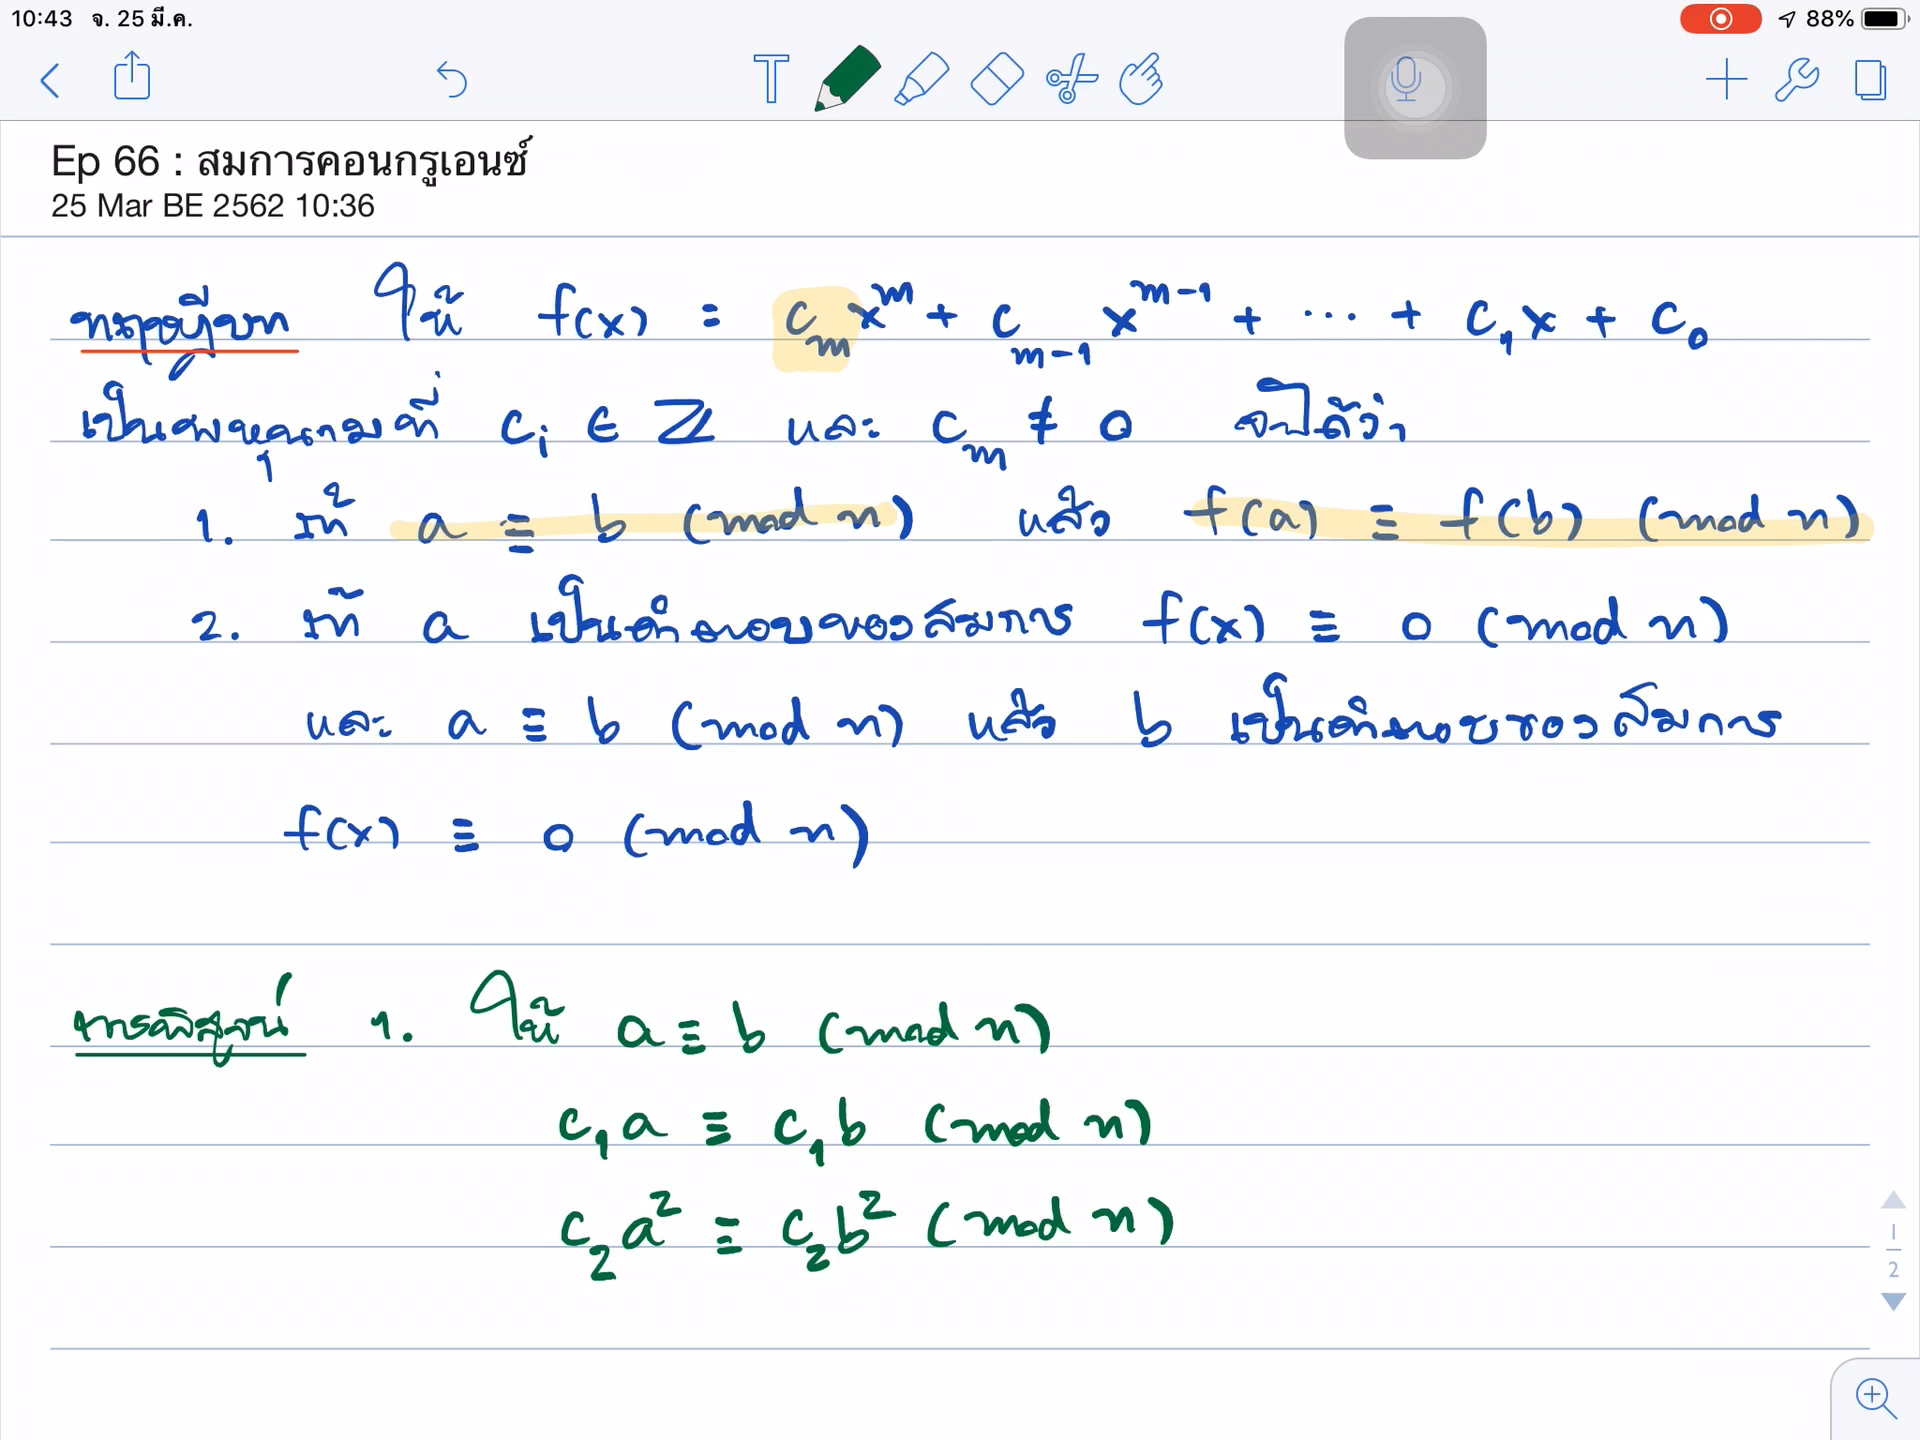 10:43 จ. 25 มี.ค.
88%
T
Ep 66 : สมการคอนกรูเอนซ์
25 Mar BE 2562 10:36
ทฤษฎีบท ให้ f(x) = c_m x^m + c_{m-1} x^{m-1} + ... + c_1 x + c_0
เป็นพหุนามที่ c_i ∈ ℤ และ c_m ≠ 0 จะได้ว่า
1. ถ้า a ≡ b (mod n) แล้ว f(a) ≡ f(b) (mod n)
2. ถ้า a เป็นคำตอบของสมการ f(x) ≡ 0 (mod n)
และ a ≡ b (mod n) แล้ว b เป็นคำตอบของสมการ
f(x) ≡ 0 (mod n)
การพิสูจน์ 1. ให้ a ≡ b (mod n)
c_1 a ≡ c_1 b (mod n)
c_2 a^2 ≡ c_2 b^2 (mod n)
1
2